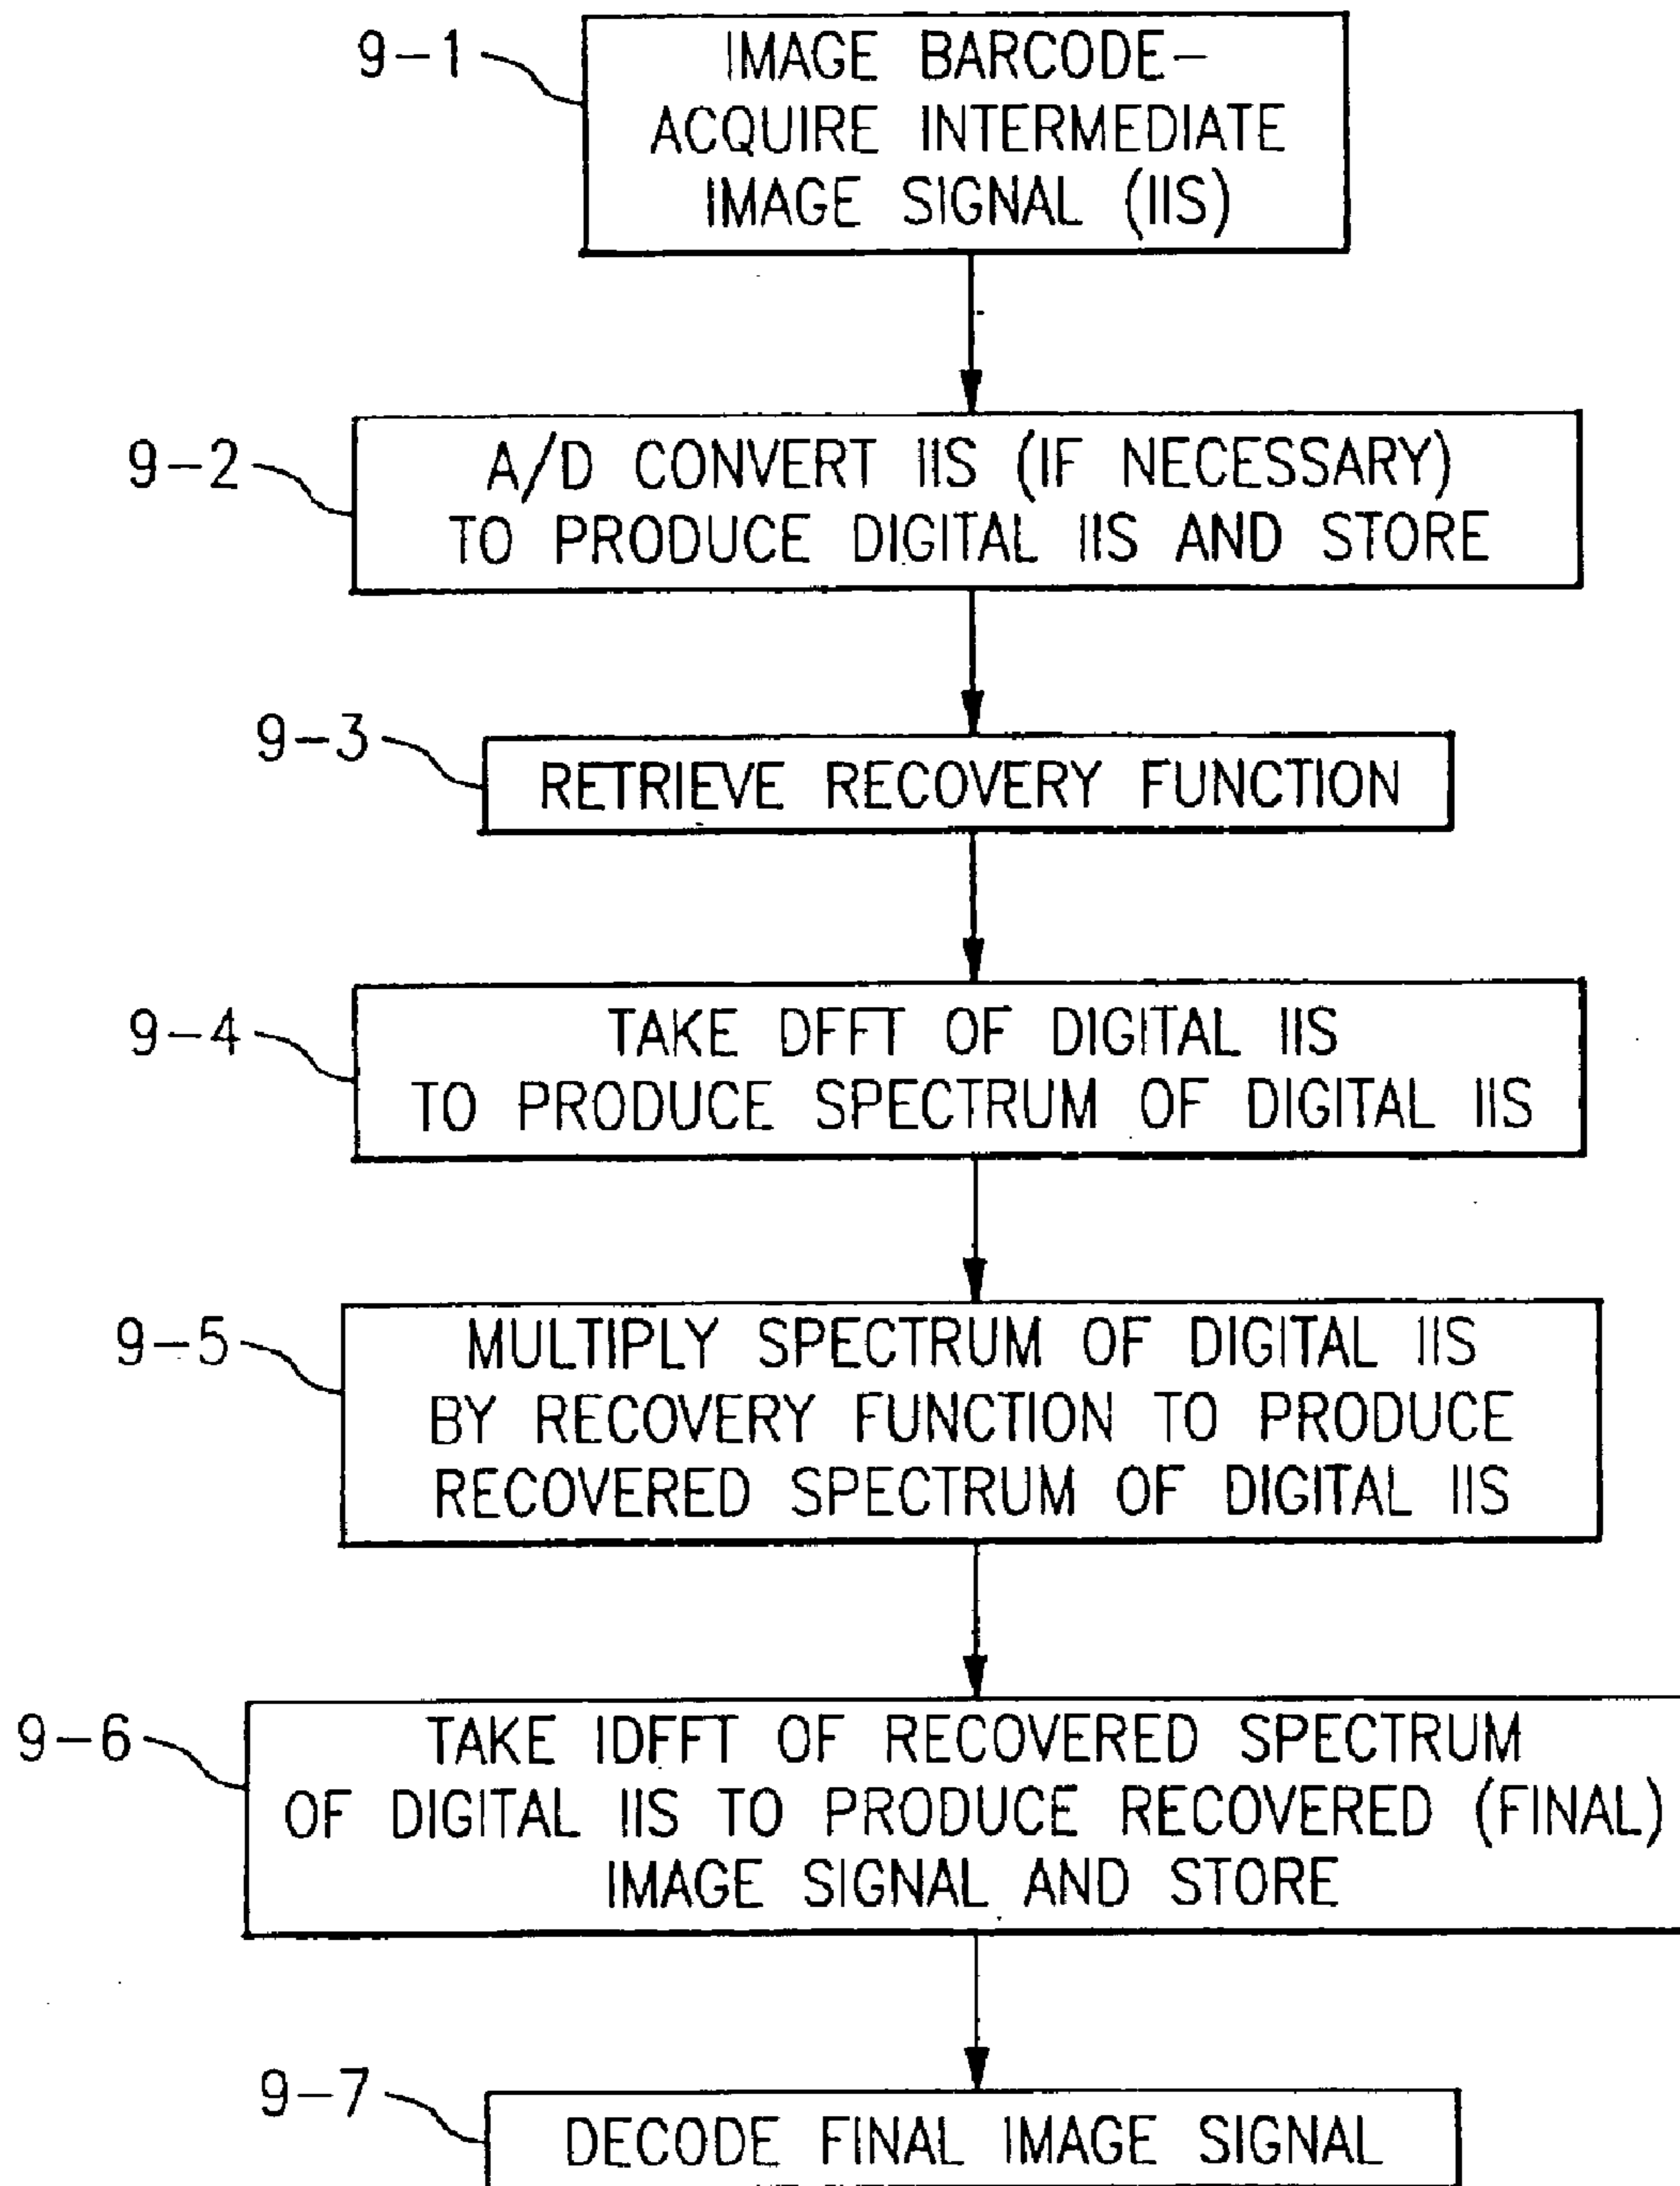 9-1
IMAGE BARCODE-
ACQUIRE INTERMEDIATE
IMAGE SIGNAL (IIS)
9-2
A/D CONVERT IIS (IF NECESSARY)
TO PRODUCE DIGITAL IIS AND STORE
9-3
RETRIEVE RECOVERY FUNCTION
9-4
TAKE DFFT OF DIGITAL IIS
TO PRODUCE SPECTRUM OF DIGITAL IIS
9-5
MULTIPLY SPECTRUM OF DIGITAL IIS
BY RECOVERY FUNCTION TO PRODUCE
RECOVERED SPECTRUM OF DIGITAL IIS
9-6
TAKE IDFFT OF RECOVERED SPECTRUM
OF DIGITAL IIS TO PRODUCE RECOVERED (FINAL)
IMAGE SIGNAL AND STORE
9-7
DECODE FINAL IMAGE SIGNAL